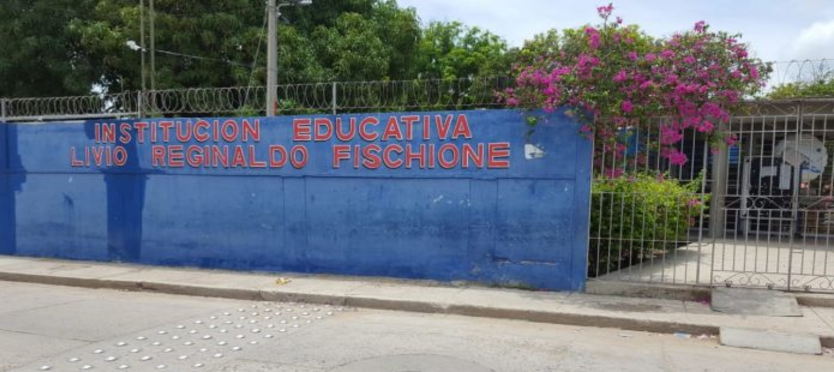 INSTITUCION EDUCATIVA
LIVIO REGINALDO FISCHIONE